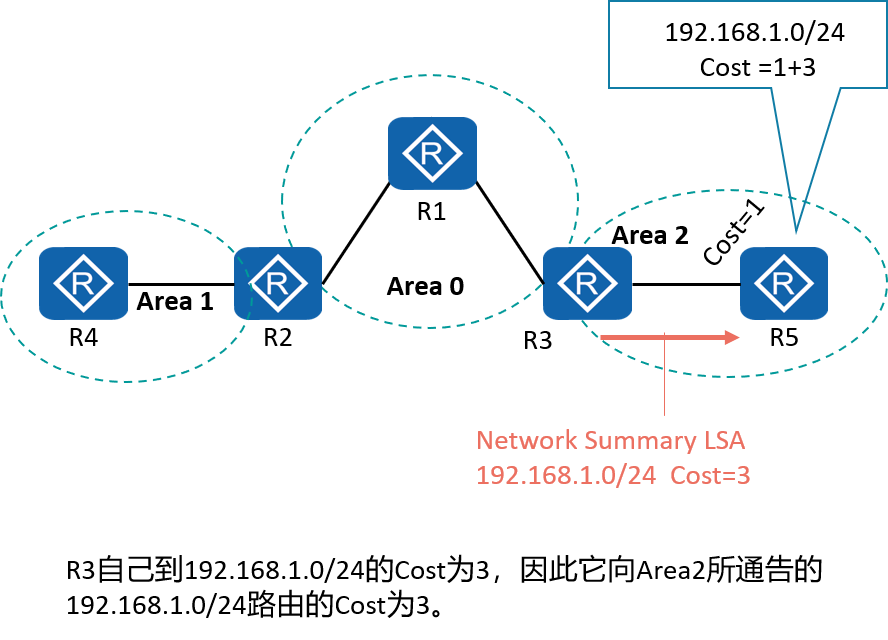 192.168.1.0/24
Cost =1+3
R
R1
Area 2
Cost=1
R
Area 1
R
Area 0
R
R
R4
R2
R3
R5
Network Summary LSA
192.168.1.0/24 Cost=3
R3自己到192.168.1.0/24的Cost为3，因此它向Area2所通告的
192.168.1.0/24路由的Cost为3。